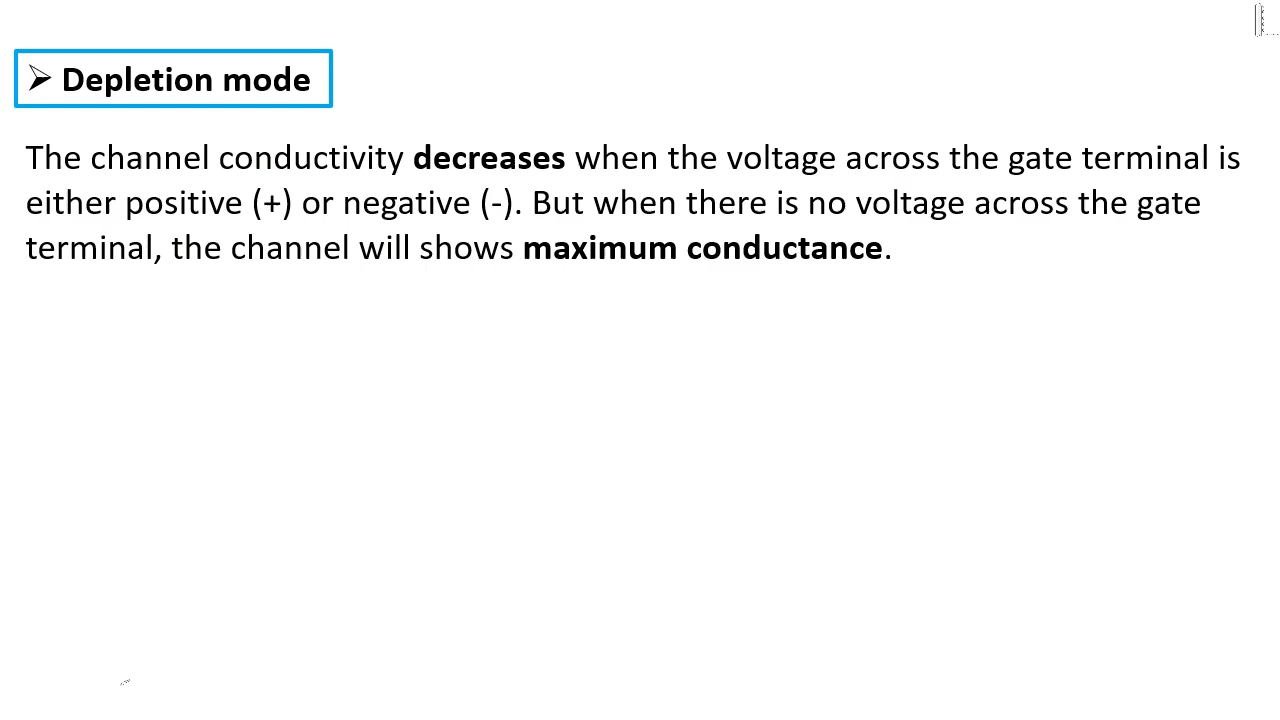 ➢ Depletion mode
The channel conductivity decreases when the voltage across the gate terminal is
either positive (+) or negative (-). But when there is no voltage across the gate
terminal, the channel will shows maximum conductance.